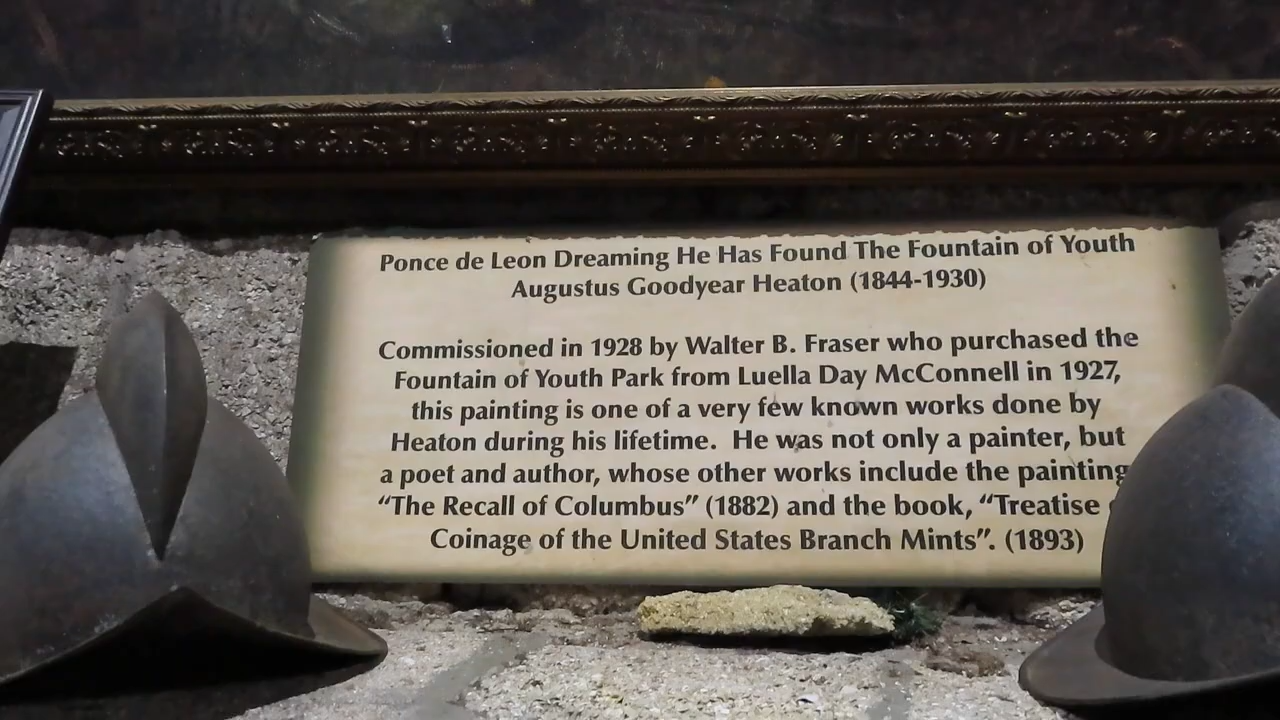 Ponce de Leon Dreaming He Has Found The Fountain of Youth
Augustus Goodyear Heaton (1844-1930)
Commissioned in 1928 by Walter B. Fraser who purchased the
Fountain of Youth Park from Luella Day McConnell in 1927,
this painting is one of a very few known works done by
Heaton during his lifetime. He was not only a painter, but
a poet and author, whose other works include the painting
“The Recall of Columbus” (1882) and the book, “Treatise
Coinage of the United States Branch Mints”. (1893)